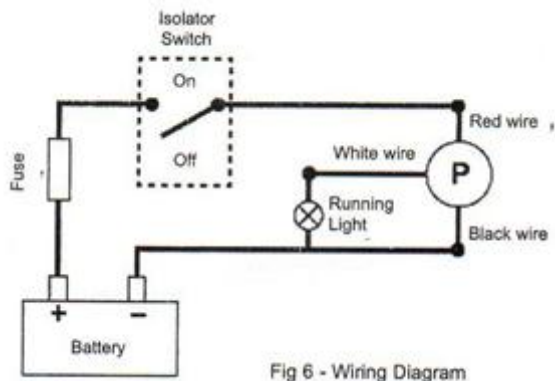 Isolator
Switch
On
Off
Fuse
Red wire
White wire
P
Running
Light
Black wire
+ −
Battery
Fig 6 - Wiring Diagram